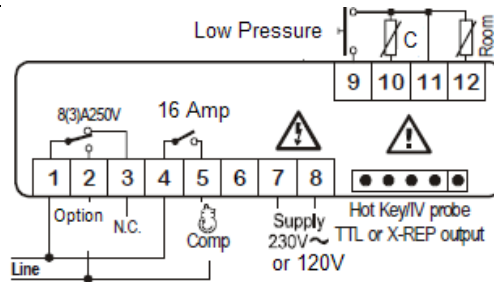 Low Pressure
C
Room
9 10 11 12
8(3)A250V
16 Amp
1 2 3 4 5 6 7 8
Option
N.C.
Comp
Supply
230V~
or 120V
Hot Key/IV probe
TTL or X-REP output
Line